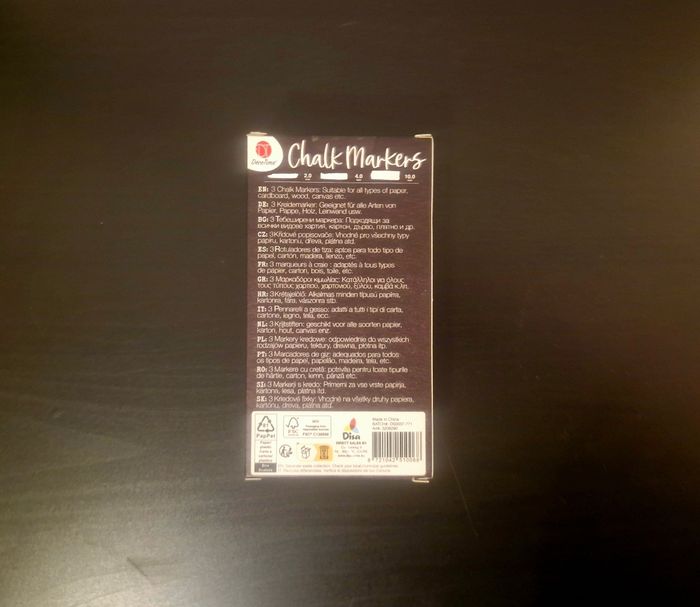 Deco Time
Chalk Markers
2.0 4.0 10.0
EN: 3 Chalk Markers: Suitable for all types of paper,
cardboard, wood, canvas etc.
DE: 3 Kreidemarker: Geeignet für alle Arten von
Papier, Pappe, Holz, Leinwand usw.
BG: 3 Тебеширени маркера: Подходящи за
всички видове хартия, картон, дърво, платно и др.
CZ: 3 Křídové popisovače: Vhodné pro všechny typy
papíru, kartonu, dřeva, plátna atd.
ES: 3 Rotuladores de tiza: aptos para todo tipo de
papel, cartón, madera, lienzo, etc.
FR: 3 marqueurs à craie : adaptés à tous types
de papier, carton, bois, toile, etc.
GR: 3 Μαρκαδόροι κιμωλίας: Κατάλληλοι για όλους
τους τύπους χαρτιού, χαρτονιού, ξύλου, καμβά κ.λπ.
HR: 3 Krétajelölő: Alkalmas minden típusú papírra,
kartonra, fára, vászonra stb.
IT: 3 Pennarelli a gesso: adatti a tutti i tipi di carta,
cartone, legno, tela, ecc.
NL: 3 Krijtstiften: geschikt voor alle soorten papier,
karton, hout, canvas enz.
PL: 3 Markery kredowe: odpowiednie do wszystkich
rodzajów papieru, tektury, drewna, płótna itp.
PT: 3 Marcadores de giz: adequados para todos
os tipos de papel, papelão, madeira, tela, etc.
RO: 3 Markere cu cretă: potrivite pentru toate tipurile
de hârtie, carton, lemn, pânză etc.
SI: 3 Markerji s kredo: Primerni za vse vrste papirja,
kartona, lesa, platna itd.
SK: 3 Kriedové fixky: Vhodné na všetky druhy papiera,
kartónu, dreva, plátna atď.
PAP
MIX
FSC
Disa
DIRECT SALES BV
Made in China